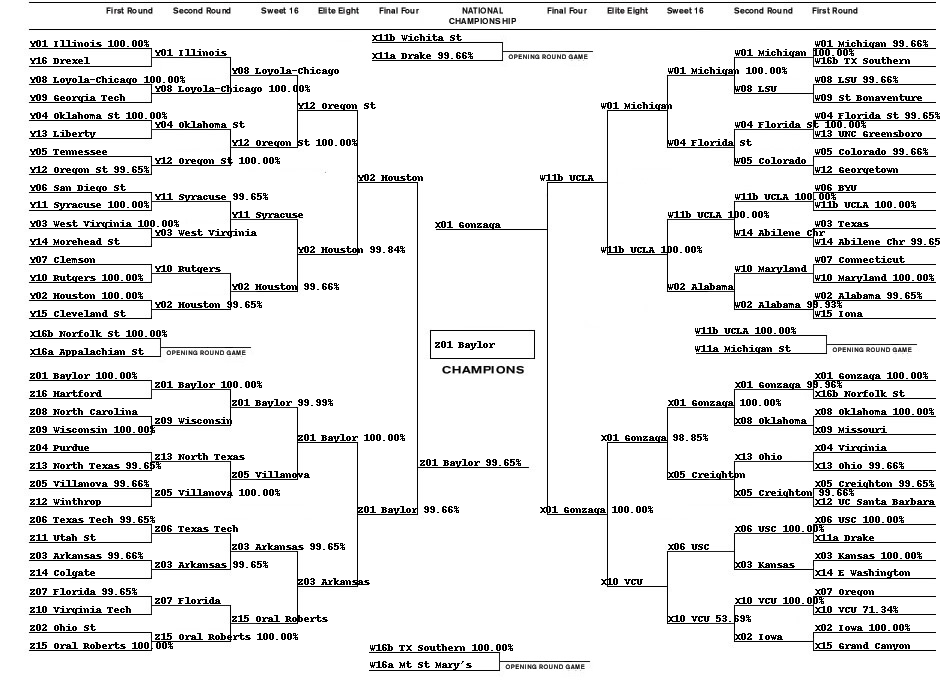 First Round Second Round Sweet 16 Elite Eight Final Four NATIONAL CHAMPIONSHIP Final Four Elite Eight Sweet 16 Second Round First Round
X11b Wichita St
X11a Drake 99.66%
OPENING ROUND GAME
Y01 Illinois 100.00%
Y16 Drexel
Y08 Loyola-Chicago 100.00%
Y09 Georgia Tech
Y04 Oklahoma St 100.00%
Y13 Liberty
Y05 Tennessee
Y12 Oregon St 99.65%
Y06 San Diego St
Y11 Syracuse 100.00%
Y03 West Virginia 100.00%
Y14 Morehead St
Y07 Clemson
Y10 Rutgers 100.00%
Y02 Houston 100.00%
Y15 Cleveland St
Y01 Illinois
Y08 Loyola-Chicago 100.00%
Y04 Oklahoma St
Y12 Oregon St 100.00%
Y11 Syracuse 99.65%
Y03 West Virginia
Y10 Rutgers
Y02 Houston 99.65%
Y08 Loyola-Chicago
Y12 Oregon St 100.00%
Y11 Syracuse
Y02 Houston 99.66%
Y12 Oregon St
Y02 Houston 99.84%
Y02 Houston
X16b Norfolk St 100.00%
X16a Appalachian St
OPENING ROUND GAME
Z01 Baylor 100.00%
Z16 Hartford
Z08 North Carolina
Z09 Wisconsin 100.00%
Z04 Purdue
Z13 North Texas 99.65%
Z05 Villanova 99.66%
Z12 Winthrop
Z06 Texas Tech 99.65%
Z11 Utah St
Z03 Arkansas 99.66%
Z14 Colgate
Z07 Florida 99.65%
Z10 Virginia Tech
Z02 Ohio St
Z15 Oral Roberts 100.00%
Z01 Baylor 100.00%
Z09 Wisconsin
Z13 North Texas
Z05 Villanova 100.00%
Z06 Texas Tech
Z03 Arkansas 99.65%
Z07 Florida
Z15 Oral Roberts 100.00%
Z01 Baylor 99.99%
Z05 Villanova
Z03 Arkansas 99.65%
Z15 Oral Roberts
Z01 Baylor 100.00%
Z03 Arkansas
Z01 Baylor 99.66%
X01 Gonzaga
Z01 Baylor
CHAMPIONS
Z01 Baylor 99.65%
W11b UCLA
W01 Michigan
W11b UCLA 100.00%
W01 Michigan 100.00%
W04 Florida St
W11b UCLA 100.00%
W02 Alabama
W01 Michigan 100.00%
W08 LSU
W04 Florida St 100.00%
W05 Colorado
W11b UCLA 100.00%
W14 Abilene Chr
W10 Maryland
W02 Alabama 99.93%
W01 Michigan 99.66%
W16b TX Southern
W08 LSU 99.66%
W09 St Bonaventure
W04 Florida St 99.65%
W13 UNC Greensboro
W05 Colorado 99.66%
W12 Georgetown
W06 BYU
W11b UCLA 100.00%
W03 Texas
W14 Abilene Chr 99.65
W07 Connecticut
W10 Maryland 100.00%
W02 Alabama 99.65%
W15 Iona
W11b UCLA 100.00%
W11a Michigan St
OPENING ROUND GAME
X01 Gonzaga 100.00%
X01 Gonzaga 98.85%
X10 VCU
X01 Gonzaga 100.00%
X05 Creighton
X06 USC
X10 VCU 53.69%
X01 Gonzaga 99.96%
X08 Oklahoma
X13 Ohio
X05 Creighton 99.66%
X06 USC 100.00%
X03 Kansas
X10 VCU 100.00%
X02 Iowa
X01 Gonzaga 100.00%
X16b Norfolk St
X08 Oklahoma 100.00%
X09 Missouri
X04 Virginia
X13 Ohio 99.66%
X05 Creighton 99.65%
X12 UC Santa Barbara
X06 USC 100.00%
X11a Drake
X03 Kansas 100.00%
X14 E Washington
X07 Oregon
X10 VCU 71.34%
X02 Iowa 100.00%
X15 Grand Canyon
W16b TX Southern 100.00%
W16a Mt St Mary's
OPENING ROUND GAME